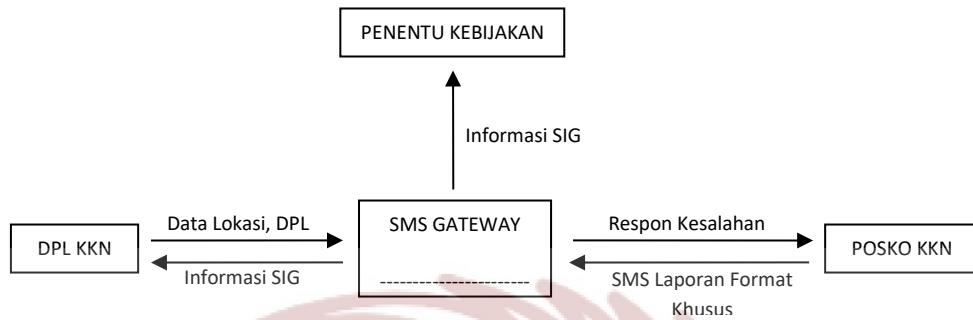 PENENTU KEBIJAKAN
Informasi SIG
Data Lokasi, DPL
SMS GATEWAY
Respon Kesalahan
DPL KKN
POSKO KKN
Informasi SIG
-----------------------
SMS Laporan Format
Khusus